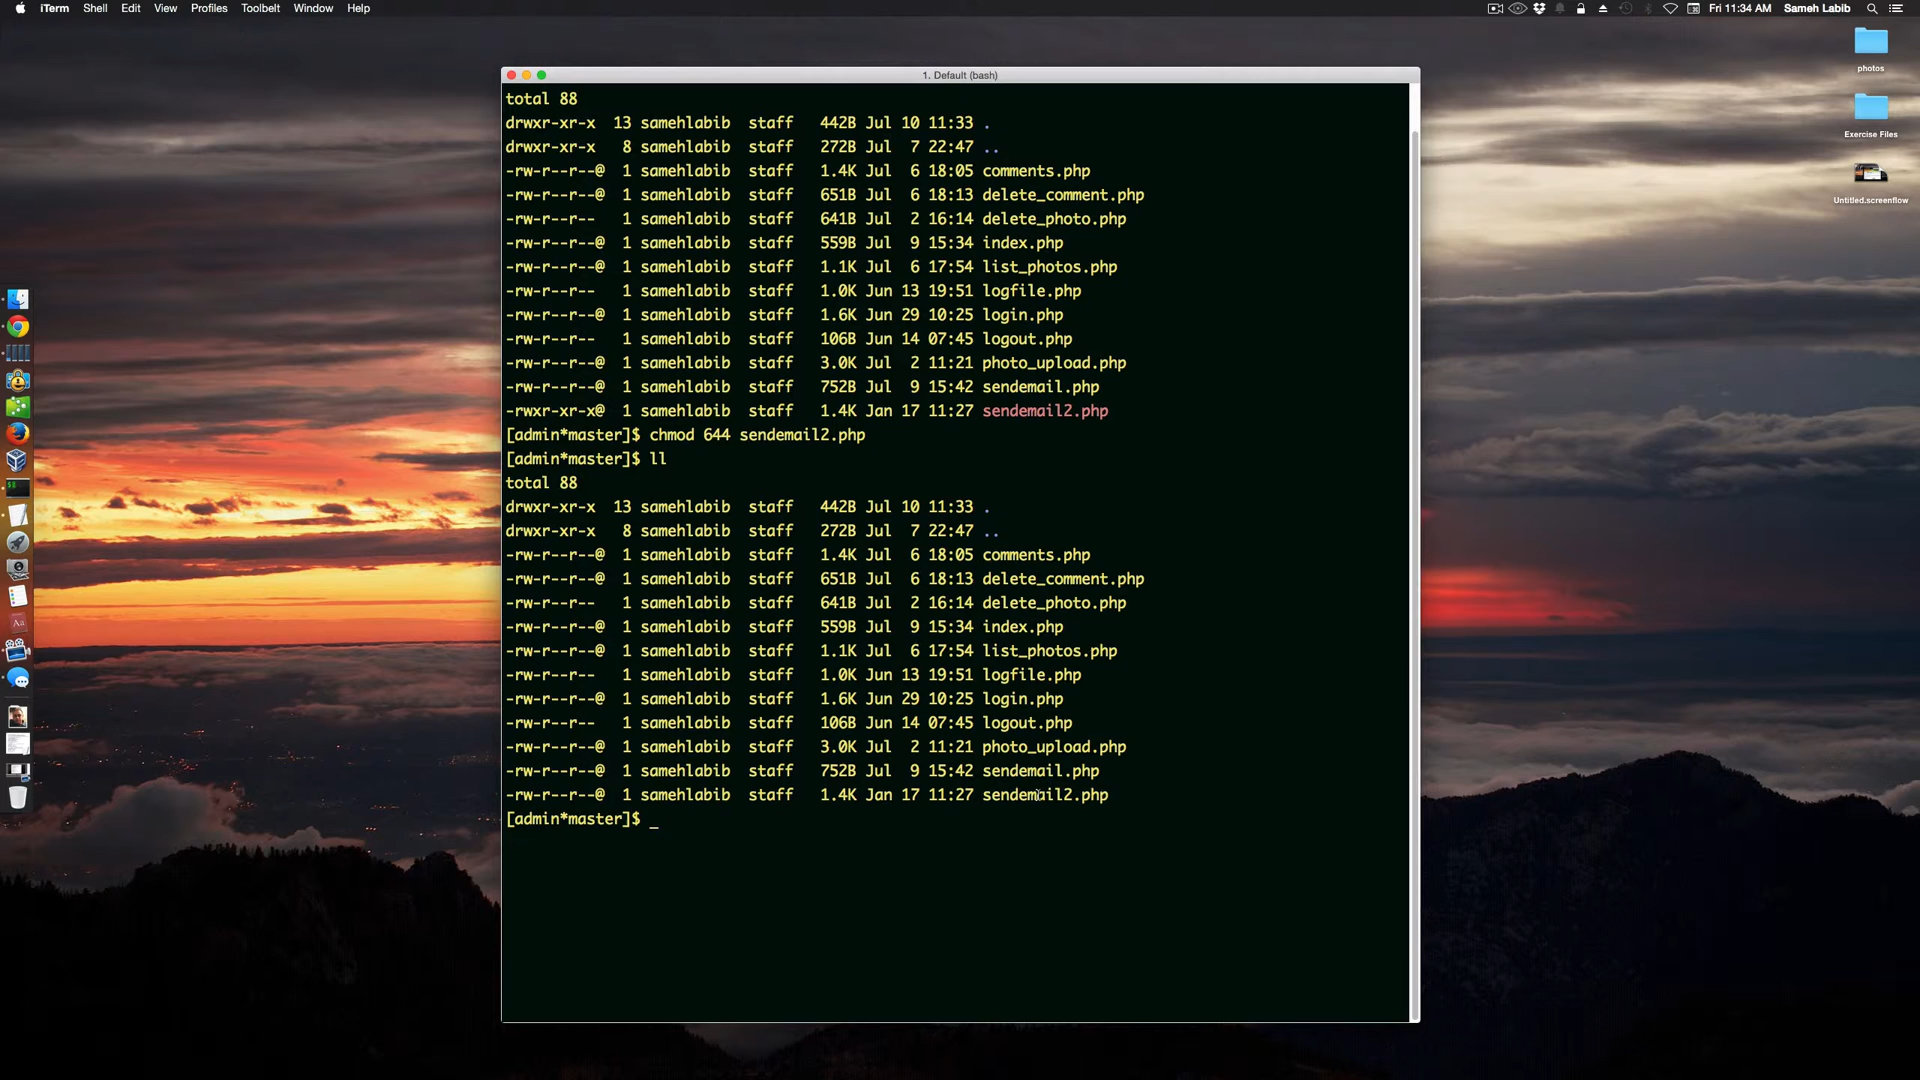 iTerm Shell Edit View Profiles Toolbelt Window Help Fri 11:34 AM Sameh Labib
photos
Exercise Files
Untitled.screenflow
1. Default (bash)
total 88
drwxr-xr-x 13 samehlabib staff 442B Jul 10 11:33 .
drwxr-xr-x 8 samehlabib staff 272B Jul 7 22:47 ..
-rw-r--r--@ 1 samehlabib staff 1.4K Jul 6 18:05 comments.php
-rw-r--r--@ 1 samehlabib staff 651B Jul 6 18:13 delete_comment.php
-rw-r--r-- 1 samehlabib staff 641B Jul 2 16:14 delete_photo.php
-rw-r--r--@ 1 samehlabib staff 559B Jul 9 15:34 index.php
-rw-r--r--@ 1 samehlabib staff 1.1K Jul 6 17:54 list_photos.php
-rw-r--r-- 1 samehlabib staff 1.0K Jun 13 19:51 logfile.php
-rw-r--r--@ 1 samehlabib staff 1.6K Jun 29 10:25 login.php
-rw-r--r-- 1 samehlabib staff 106B Jun 14 07:45 logout.php
-rw-r--r--@ 1 samehlabib staff 3.0K Jul 2 11:21 photo_upload.php
-rw-r--r--@ 1 samehlabib staff 752B Jul 9 15:42 sendemail.php
-rwxr-xr-x@ 1 samehlabib staff 1.4K Jan 17 11:27 sendemail2.php
[admin*master]$ chmod 644 sendemail2.php
[admin*master]$ ll
total 88
drwxr-xr-x 13 samehlabib staff 442B Jul 10 11:33 .
drwxr-xr-x 8 samehlabib staff 272B Jul 7 22:47 ..
-rw-r--r--@ 1 samehlabib staff 1.4K Jul 6 18:05 comments.php
-rw-r--r--@ 1 samehlabib staff 651B Jul 6 18:13 delete_comment.php
-rw-r--r-- 1 samehlabib staff 641B Jul 2 16:14 delete_photo.php
-rw-r--r--@ 1 samehlabib staff 559B Jul 9 15:34 index.php
-rw-r--r--@ 1 samehlabib staff 1.1K Jul 6 17:54 list_photos.php
-rw-r--r-- 1 samehlabib staff 1.0K Jun 13 19:51 logfile.php
-rw-r--r--@ 1 samehlabib staff 1.6K Jun 29 10:25 login.php
-rw-r--r-- 1 samehlabib staff 106B Jun 14 07:45 logout.php
-rw-r--r--@ 1 samehlabib staff 3.0K Jul 2 11:21 photo_upload.php
-rw-r--r--@ 1 samehlabib staff 752B Jul 9 15:42 sendemail.php
-rw-r--r--@ 1 samehlabib staff 1.4K Jan 17 11:27 sendemail2.php
[admin*master]$ _